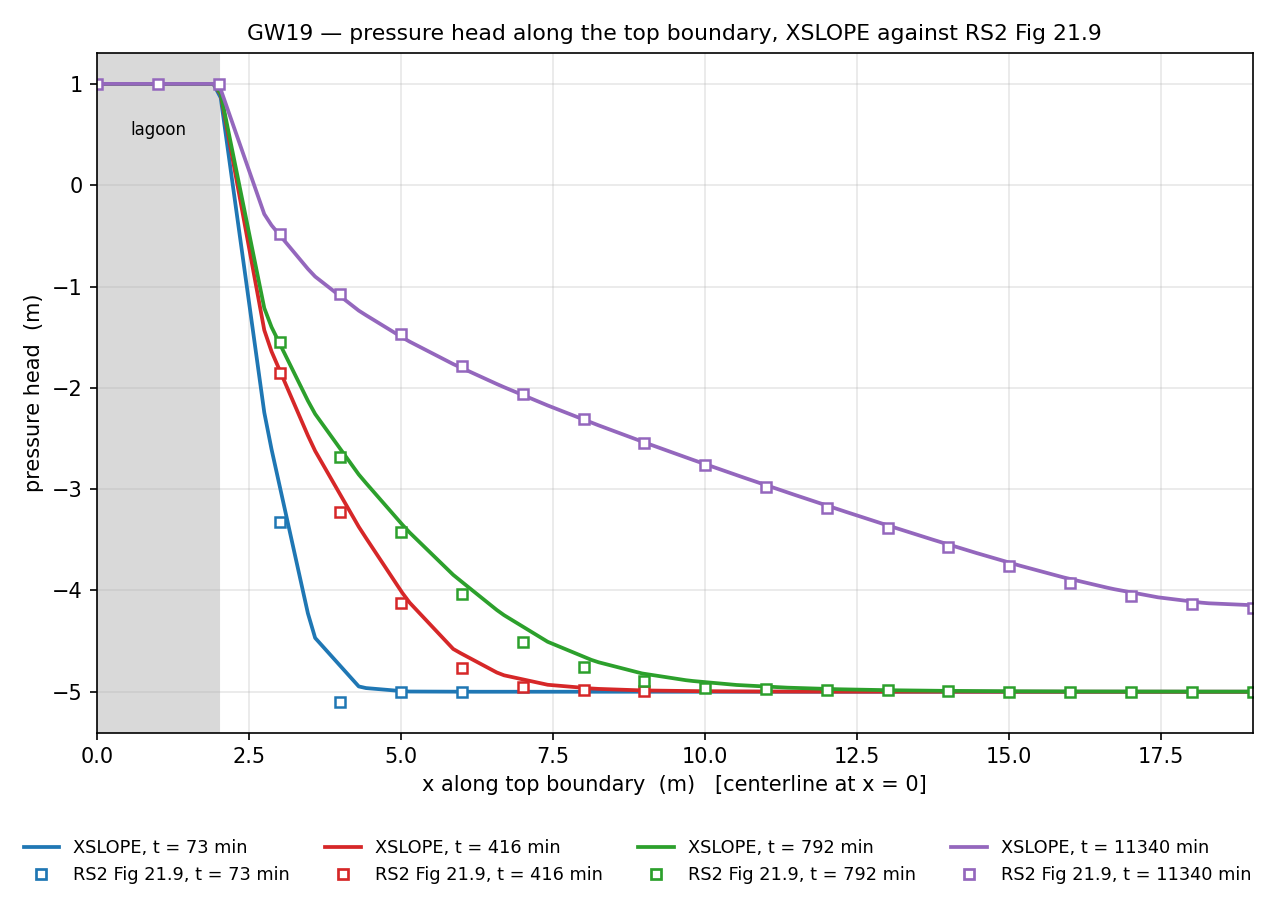 GW19 — pressure head along the top boundary, XSLOPE against RS2 Fig 21.9
pressure head (m)
1
0
−1
−2
−3
−4
−5
lagoon
0.0 2.5 5.0 7.5 10.0 12.5 15.0 17.5
x along top boundary (m) [centerline at x = 0]
XSLOPE, t = 73 min XSLOPE, t = 416 min XSLOPE, t = 792 min XSLOPE, t = 11340 min
RS2 Fig 21.9, t = 73 min RS2 Fig 21.9, t = 416 min RS2 Fig 21.9, t = 792 min RS2 Fig 21.9, t = 11340 min